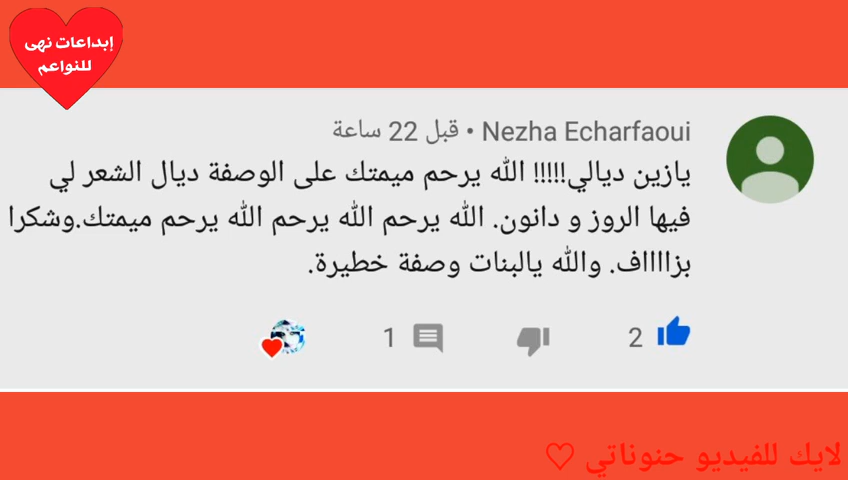 إبداعات نهى
للنواعم
Nezha Echarfaoui • قبل 22 ساعة
يازين ديالي!!!!! الله يرحم ميمتك على الوصفة ديال الشعر لي
فيها الروز و دانون. الله يرحم الله يرحم الله يرحم ميمتك.وشكرا
بزااااف. والله يالبنات وصفة خطيرة.
2
1
لايك للفيديو حنوناتي ♡